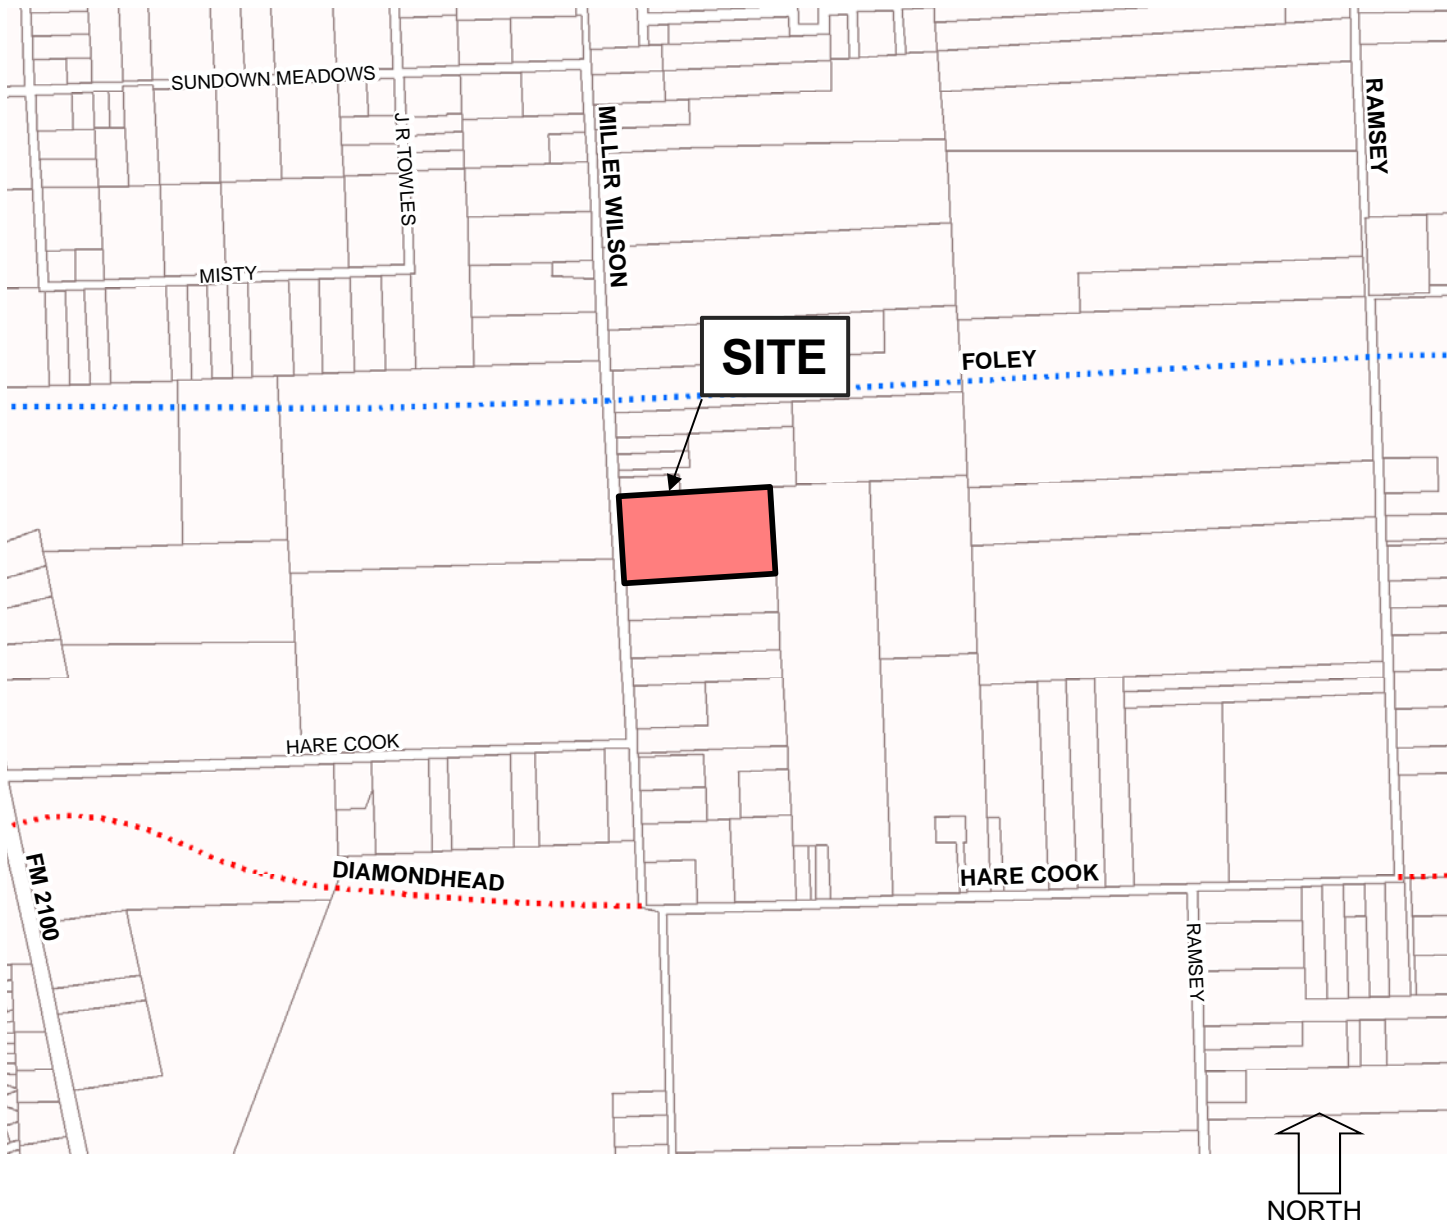 SUNDOWN MEADOWS
J R TOWLES
MILLER WILSON
RAMSEY
MISTY
SITE
FOLEY
HARE COOK
DIAMONDHEAD
HARE COOK
FM 2100
RAMSEY
NORTH